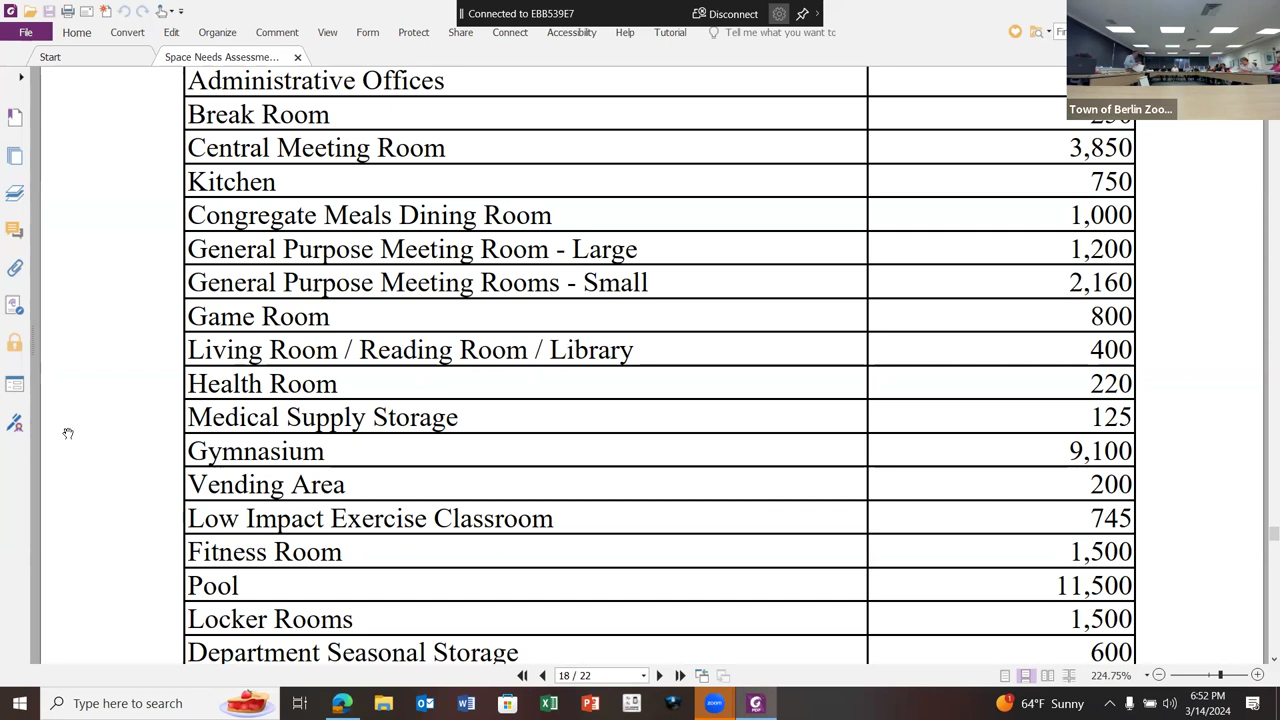 Connected to EBB539E7
Disconnect
File Home Convert Edit Organize Comment View Form Protect Share Connect Accessibility Help Tutorial Tell me what you want to
Start Space Needs Assessme...
Town of Berlin Zoo...
Administrative Offices
Break Room
Central Meeting Room 3,850
Kitchen 750
Congregate Meals Dining Room 1,000
General Purpose Meeting Room - Large 1,200
General Purpose Meeting Rooms - Small 2,160
Game Room 800
Living Room / Reading Room / Library 400
Health Room 220
Medical Supply Storage 125
Gymnasium 9,100
Vending Area 200
Low Impact Exercise Classroom 745
Fitness Room 1,500
Pool 11,500
Locker Rooms 1,500
Department Seasonal Storage 600
18 / 22
224.75%
Type here to search
64°F Sunny
6:52 PM
3/14/2024